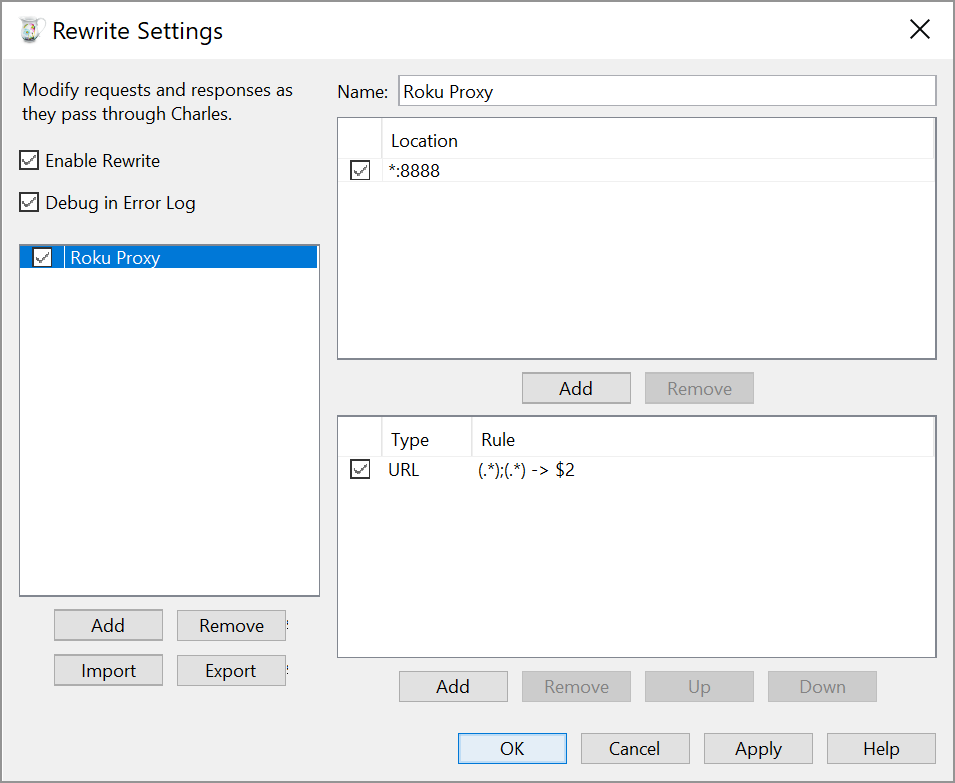 Rewrite Settings
Modify requests and responses as
they pass through Charles.
Enable Rewrite
Debug in Error Log
Roku Proxy
Add
Remove
Import
Export
Name: Roku Proxy
Location
*:8888
Add
Remove
Type Rule
URL (.*);(.*) -> $2
Add
Remove
Up
Down
OK
Cancel
Apply
Help